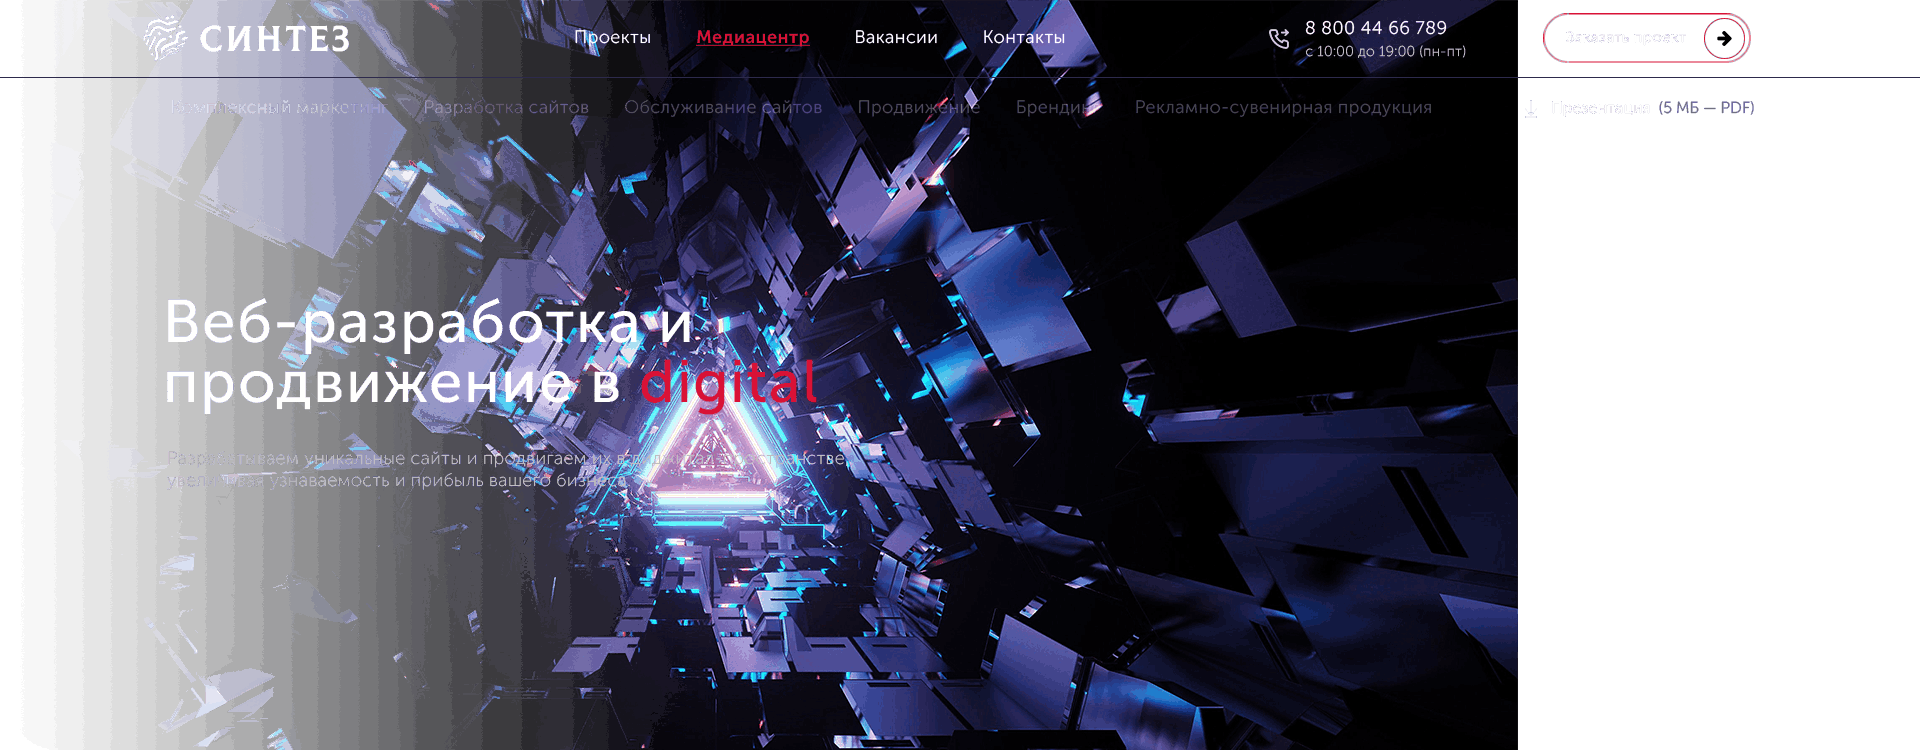 СИНТЕЗ
Проекты Медиацентр Вакансии Контакты
8 800 44 66 789
с 10:00 до 19:00 (пн-пт)
Заказать проект
Комплексный маркетинг Разработка сайтов Обслуживание сайтов Продвижение Брендинг Рекламно-сувенирная продукция
Презентация (5 МБ — PDF)
Веб-разработка и
продвижение в digital
Разрабатываем уникальные сайты и продвигаем их в пространстве
увеличивая узнаваемость и прибыль вашего бизнеса